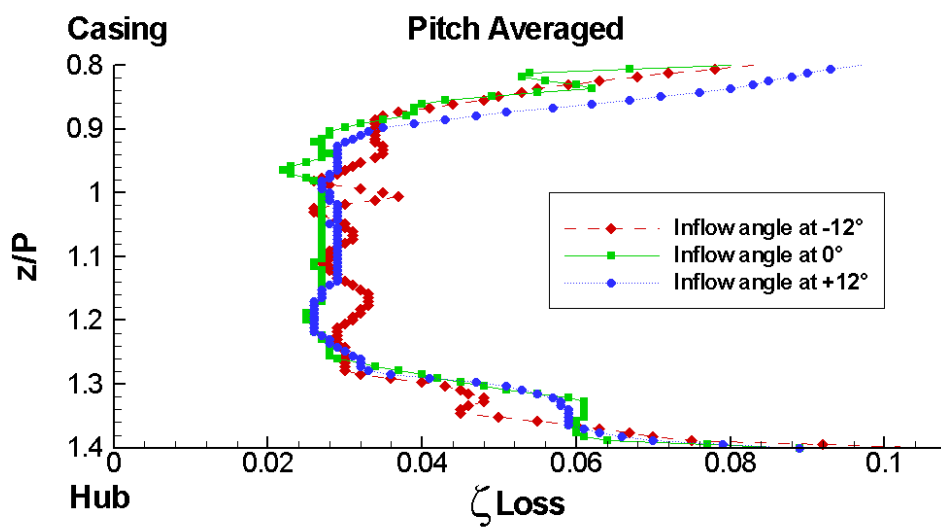 Casing
Pitch Averaged
0.8
0.9
1
1.1
1.2
1.3
1.4
z/P
Inflow angle at -12°
Inflow angle at 0°
Inflow angle at +12°
0
0.02
0.04
0.06
0.08
0.1
Hub
ζ Loss